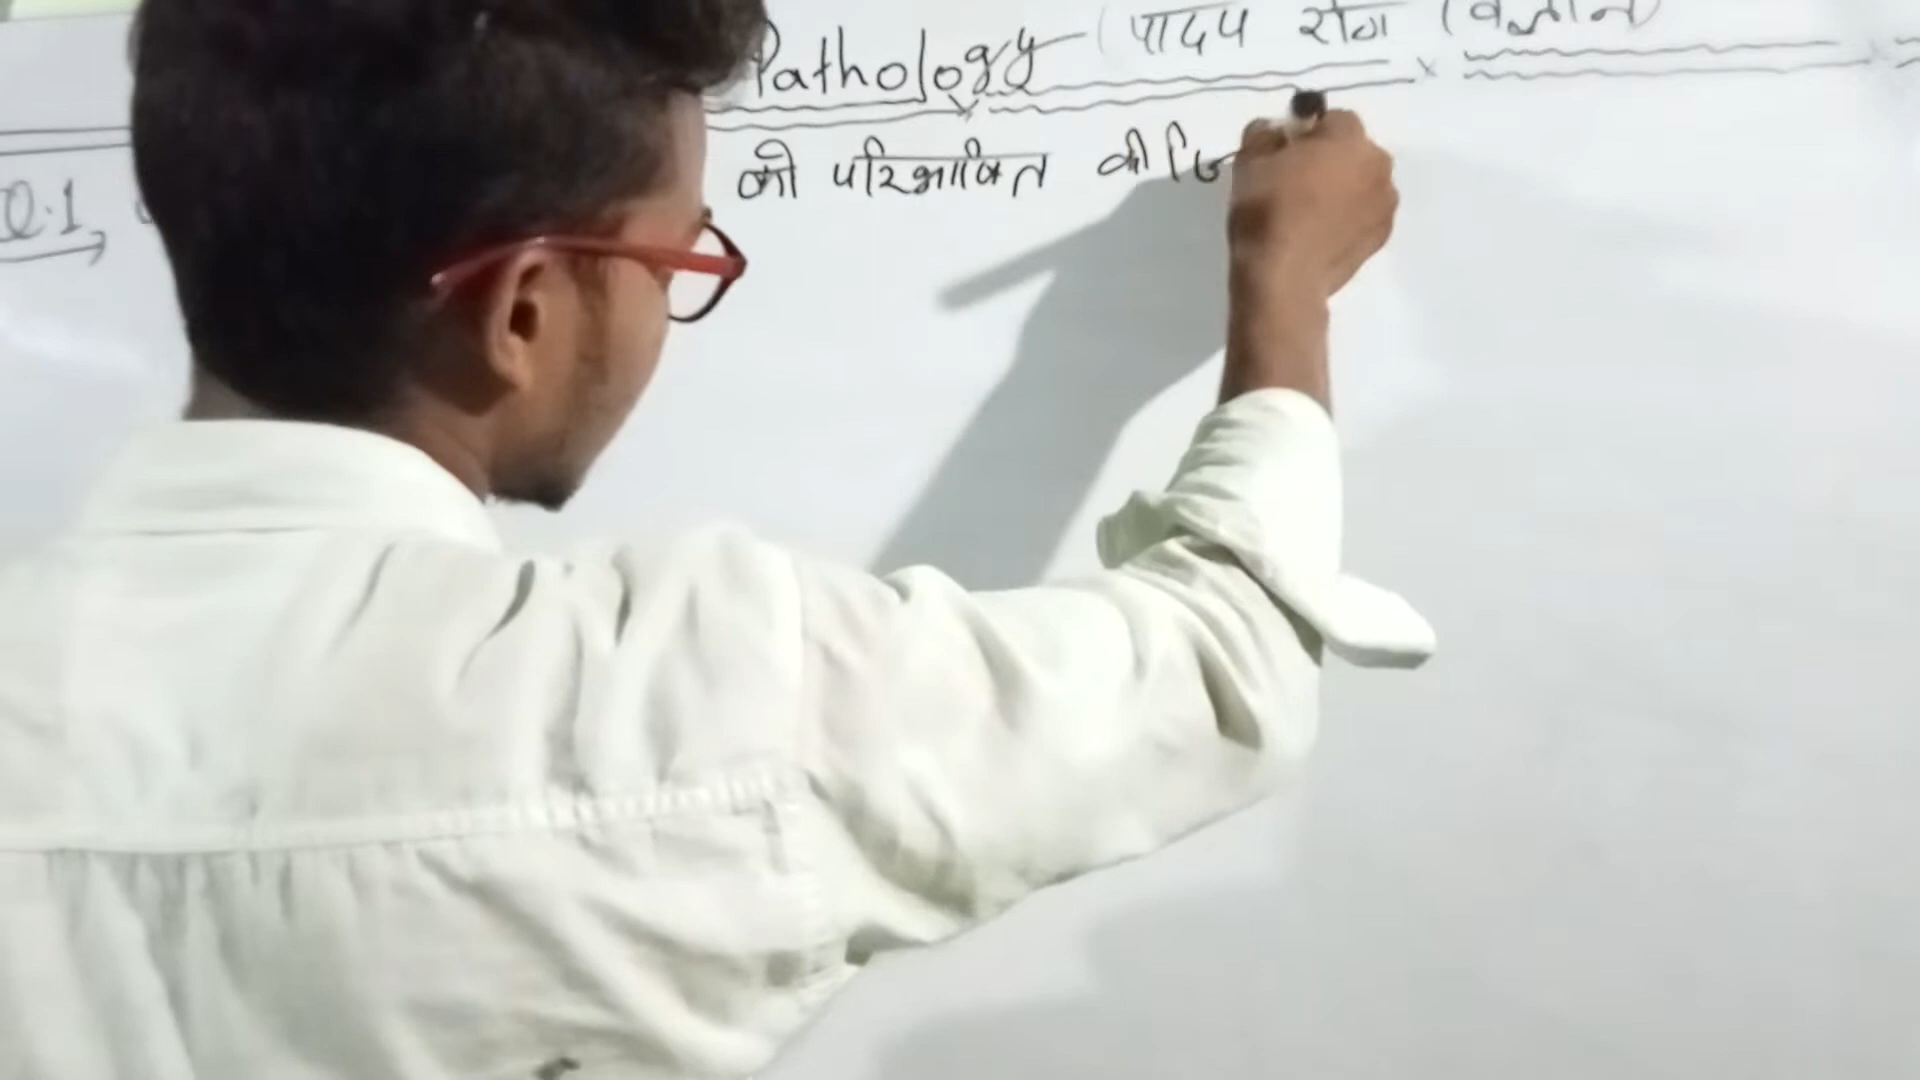 Pathology (पादप रोग विज्ञान)
Q.1 को परिभाषित कीजि